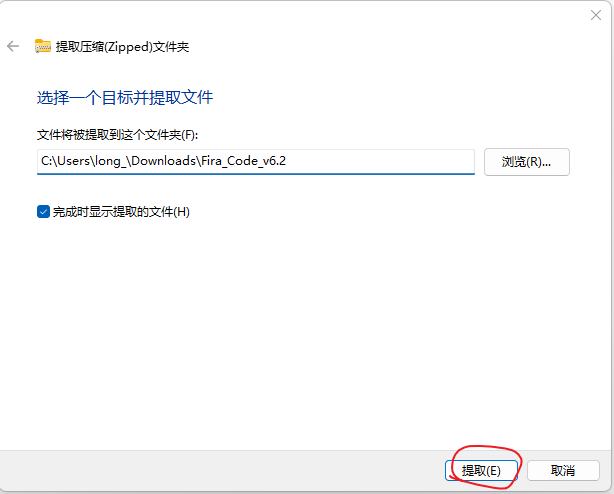 提取压缩(Zipped)文件夹
选择一个目标并提取文件
文件将被提取到这个文件夹(F):
C:\Users\long_\Downloads\Fira_Code_v6.2
浏览(R)...
完成时显示提取的文件(H)
提取(E)
取消